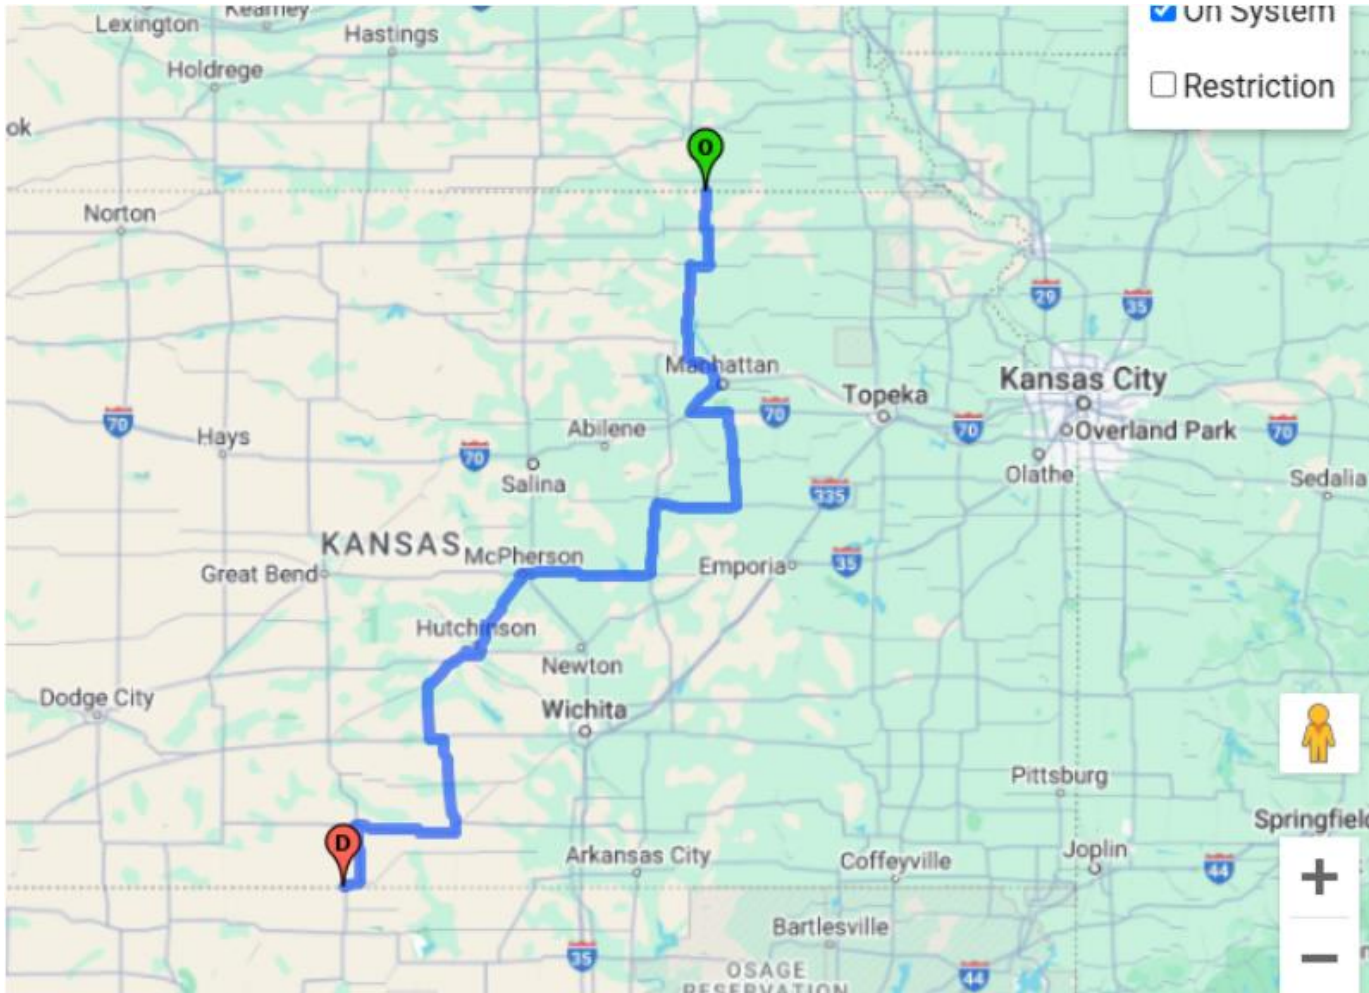 Kearney
On System
Lexington
Hastings
Holdrege
Restriction
ok
O
Norton
29
35
Manhattan
Kansas City
Topeka
70
70
Hays
Abilene
70
70
Overland Park
70
Salina
Olathe
Sedalia
335
KANSAS
McPherson
Great Bend
Emporia
35
Hutchinson
Newton
Dodge City
Wichita
Pittsburg
Springfield
D
Arkansas City
Coffeyville
Joplin
44
+
Bartlesville
35
OSAGE
RESERVATION
44
−